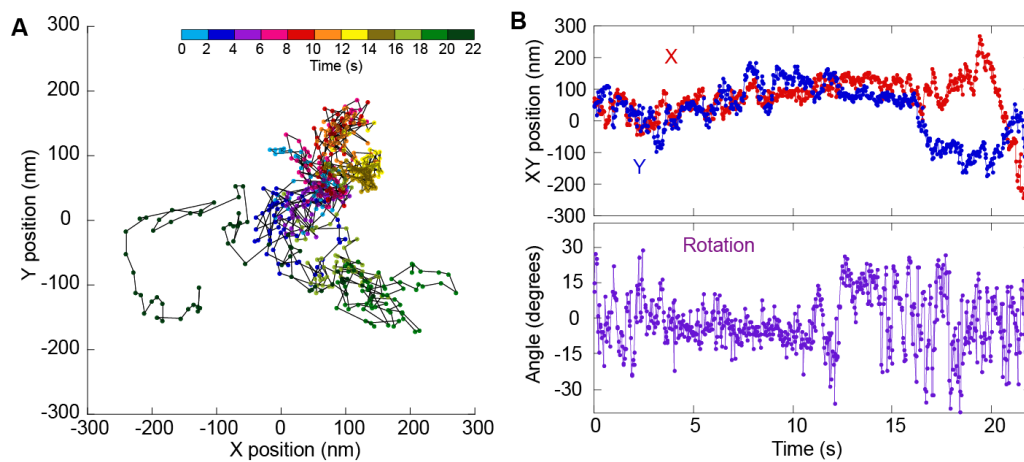 A
300
200
100
0
-100
-200
-300
-300 -200 -100 0 100 200 300
Y position (nm)
X position (nm)
0 2 4 6 8 10 12 14 16 18 20 22
Time (s)
B
300
200
100
0
-100
-200
-300
XY position (nm)
X
Y
30
15
0
-15
-30
Angle (degrees)
Rotation
0 5 10 15 20
Time (s)